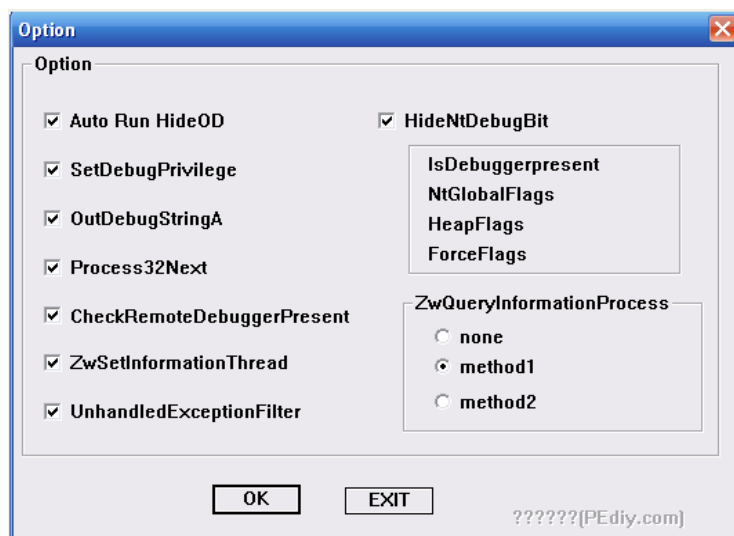 Option
Option
Auto Run HideOD
SetDebugPrivilege
OutDebugStringA
Process32Next
CheckRemoteDebuggerPresent
ZwSetInformationThread
UnhandledExceptionFilter
HideNtDebugBit
IsDebuggerpresent
NtGlobalFlags
HeapFlags
ForceFlags
ZwQueryInformationProcess
none
method1
method2
OK
EXIT
??????(PEdiy.com)